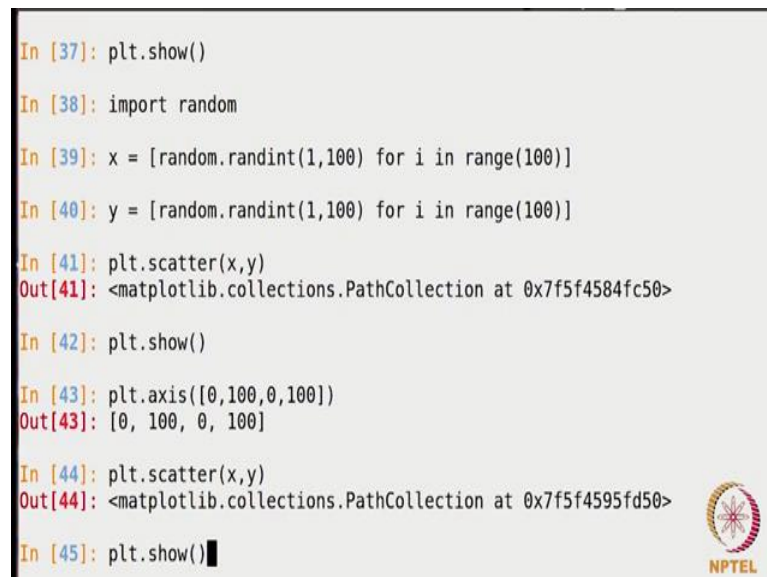 In [37]: plt.show()
In [38]: import random
In [39]: x = [random.randint(1,100) for i in range(100)]
In [40]: y = [random.randint(1,100) for i in range(100)]
In [41]: plt.scatter(x,y)
Out[41]: <matplotlib.collections.PathCollection at 0x7f5f4584fc50>
In [42]: plt.show()
In [43]: plt.axis([0,100,0,100])
Out[43]: [0, 100, 0, 100]
In [44]: plt.scatter(x,y)
Out[44]: <matplotlib.collections.PathCollection at 0x7f5f4595fd50>
In [45]: plt.show()
NPTEL